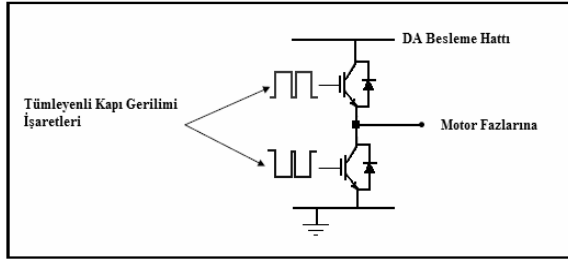 DA Besleme Hattı
Tümleyenli Kapı Gerilimi
İşaretleri
Motor Fazlarına